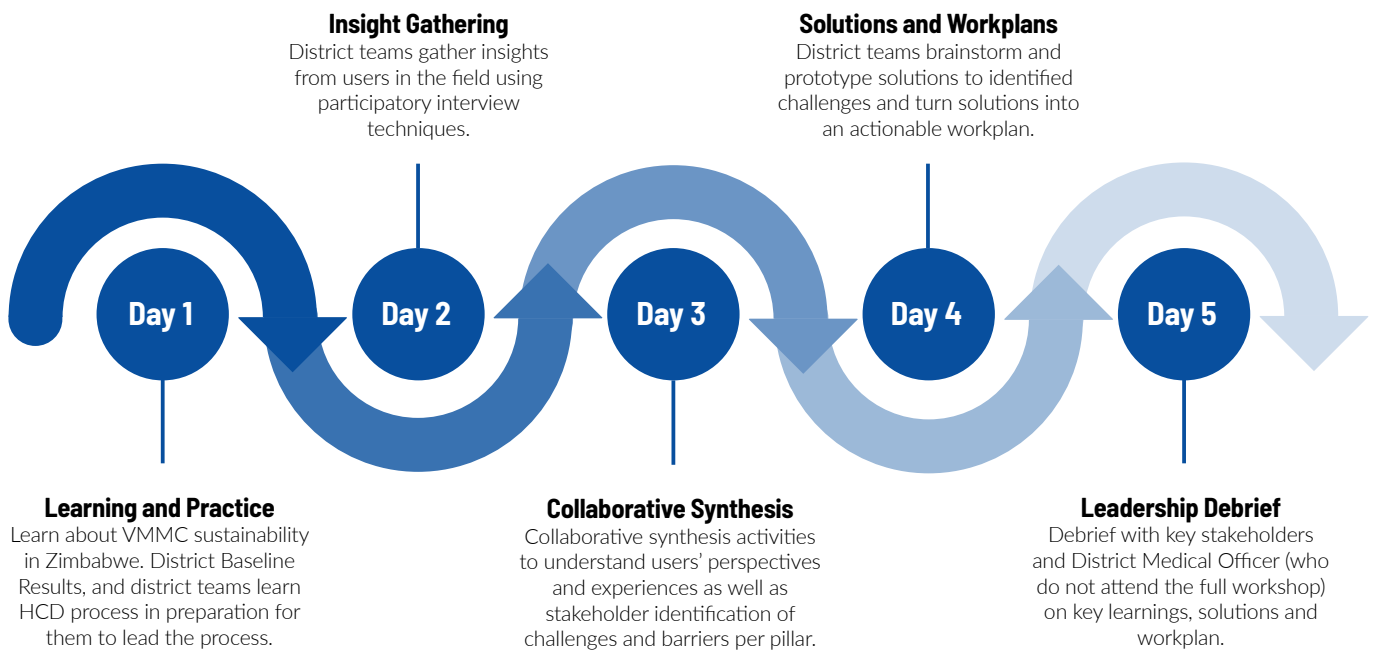 Insight Gathering
District teams gather insights
from users in the field using
participatory interview
techniques.
Solutions and Workplans
District teams brainstorm and
prototype solutions to identified
challenges and turn solutions into
an actionable workplan.
Day 1
Day 2
Day 3
Day 4
Day 5
Learning and Practice
Learn about VMMC sustainability
in Zimbabwe. District Baseline
Results, and district teams learn
HCD process in preparation for
them to lead the process.
Collaborative Synthesis
Collaborative synthesis activities
to understand users’ perspectives
and experiences as well as
stakeholder identification of
challenges and barriers per pillar.
Leadership Debrief
Debrief with key stakeholders
and District Medical Officer (who
do not attend the full workshop)
on key learnings, solutions and
workplan.